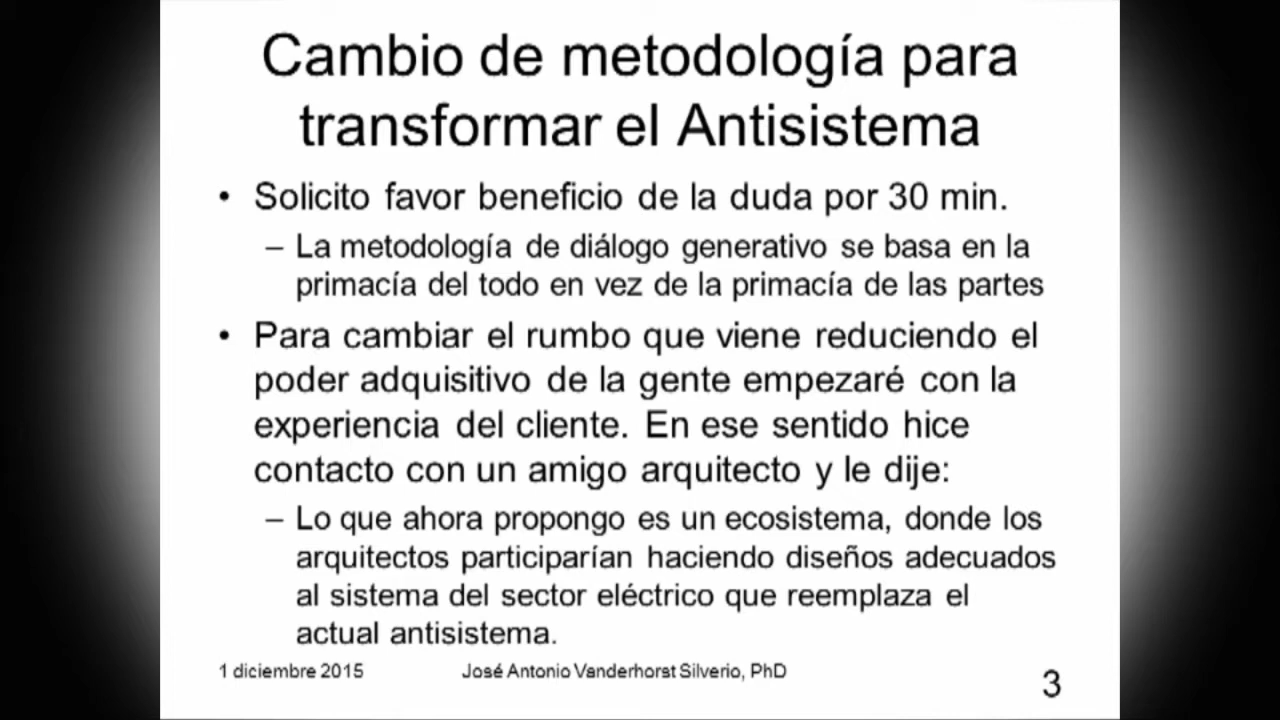 Cambio de metodología para
transformar el Antisistema
• Solicito favor beneficio de la duda por 30 min.
– La metodología de diálogo generativo se basa en la
primacía del todo en vez de la primacía de las partes
• Para cambiar el rumbo que viene reduciendo el
poder adquisitivo de la gente empezaré con la
experiencia del cliente. En ese sentido hice
contacto con un amigo arquitecto y le dije:
– Lo que ahora propongo es un ecosistema, donde los
arquitectos participarían haciendo diseños adecuados
al sistema del sector eléctrico que reemplaza el
actual antisistema.
1 diciembre 2015 José Antonio Vanderhorst Silverio, PhD 3